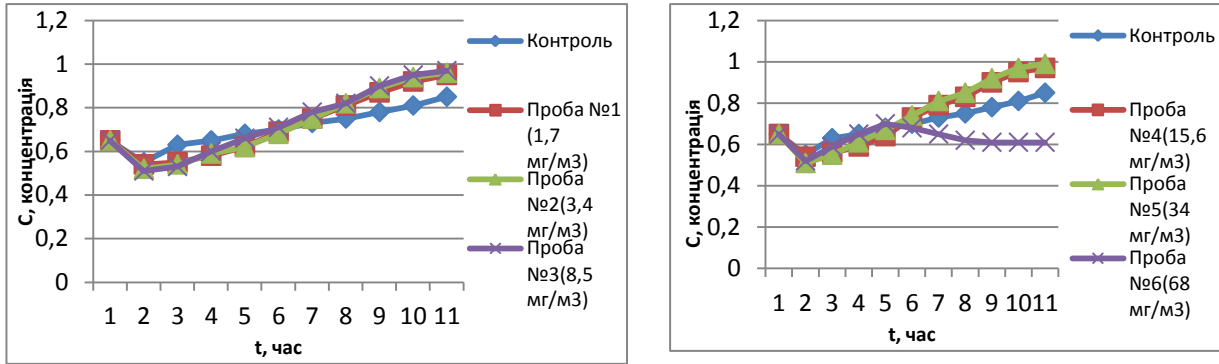 С, концентрація
1,2
1
0,8
0,6
0,4
0,2
0
1 2 3 4 5 6 7 8 9 10 11
t, час
Контроль
Проба №1
(1,7
мг/м3)
Проба
№2(3,4
мг/м3)
Проба
№3(8,5
мг/м3)
С, концентрація
1,2
1
0,8
0,6
0,4
0,2
0
1 2 3 4 5 6 7 8 9 10 11
t, час
Контроль
Проба
№4(15,6
мг/м3)
Проба
№5(34
мг/м3)
Проба
№6(68
мг/м3)